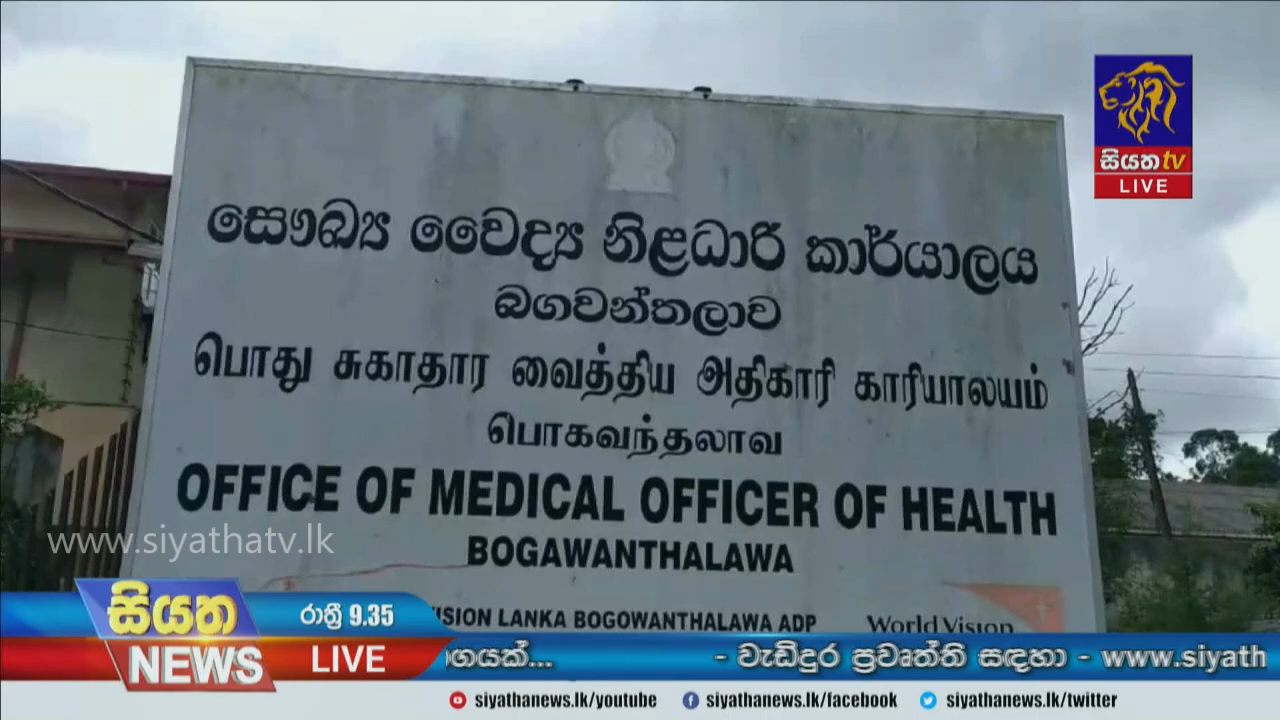 සියත tv
LIVE
සෞඛ්‍ය වෛද්‍ය නිළධාරි කාර්යාලය
බගවන්තලාව
பொது சுகாதார வைத்திய அதிகாரி காரியாலயம்
பொகவந்தலாவ
OFFICE OF MEDICAL OFFICER OF HEALTH
BOGAWANTHALAWA
www.siyathatv.lk
LANKA BOGOWANTHALAWA ADP
World Vision
සියත
NEWS
රාත්‍රී 9.35
LIVE
- වැඩිදුර ප්‍රවෘත්ති සඳහා - www.siyath
siyathanews.lk/youtube siyathanews.lk/facebook siyathanews.lk/twitter